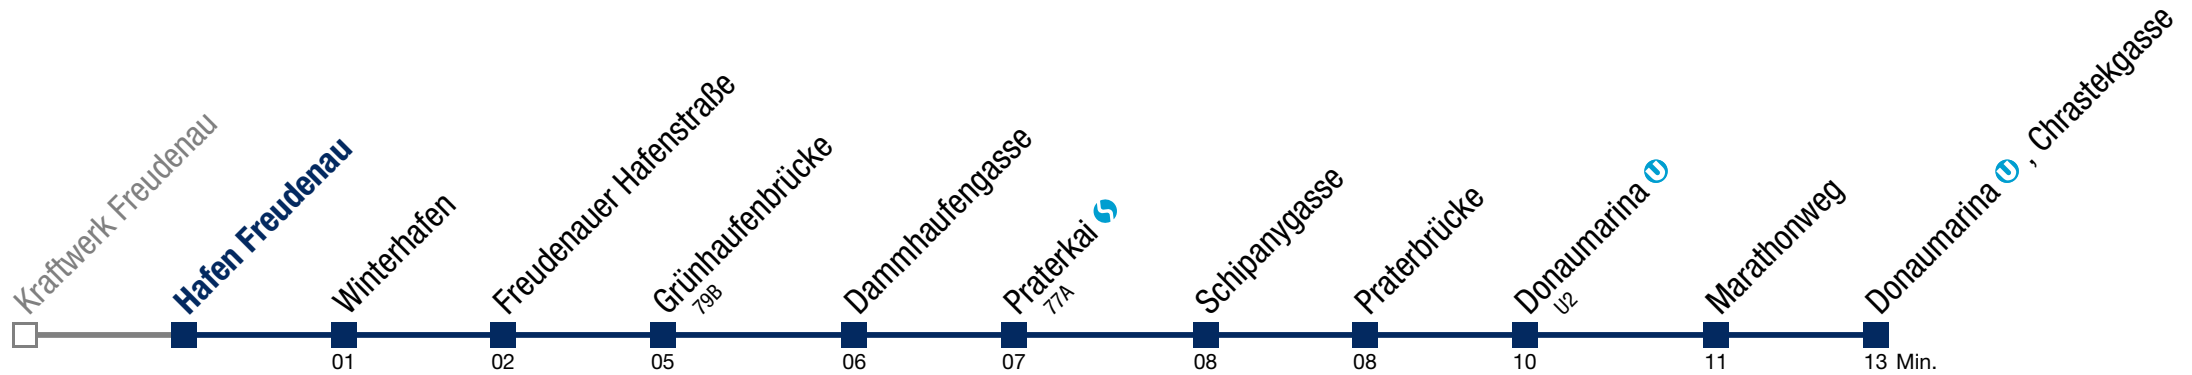 Kraftwerk Freudenau
Hafen Freudenau
Winterhafen
Freudenauer Hafenstraße
Grünhaufenbrücke
79B
Dammhaufengasse
Praterkai
77A
Schipanygasse
Praterbrücke
Donaumarina U
U2
Marathonweg
Donaumarina U , Chrastekgasse
01 02 05 06 07 08 08 10 11 13 Min.